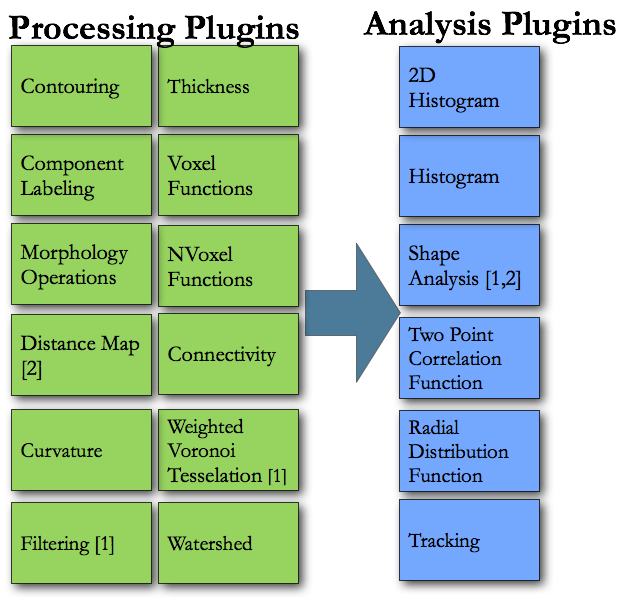 Processing Plugins
Analysis Plugins
Contouring
Thickness
Component
Labeling
Voxel
Functions
Morphology
Operations
NVoxel
Functions
Distance Map
[2]
Connectivity
Curvature
Weighted
Voronoi
Tesselation [1]
Filtering [1]
Watershed
2D
Histogram
Histogram
Shape
Analysis [1,2]
Two Point
Correlation
Function
Radial
Distribution
Function
Tracking